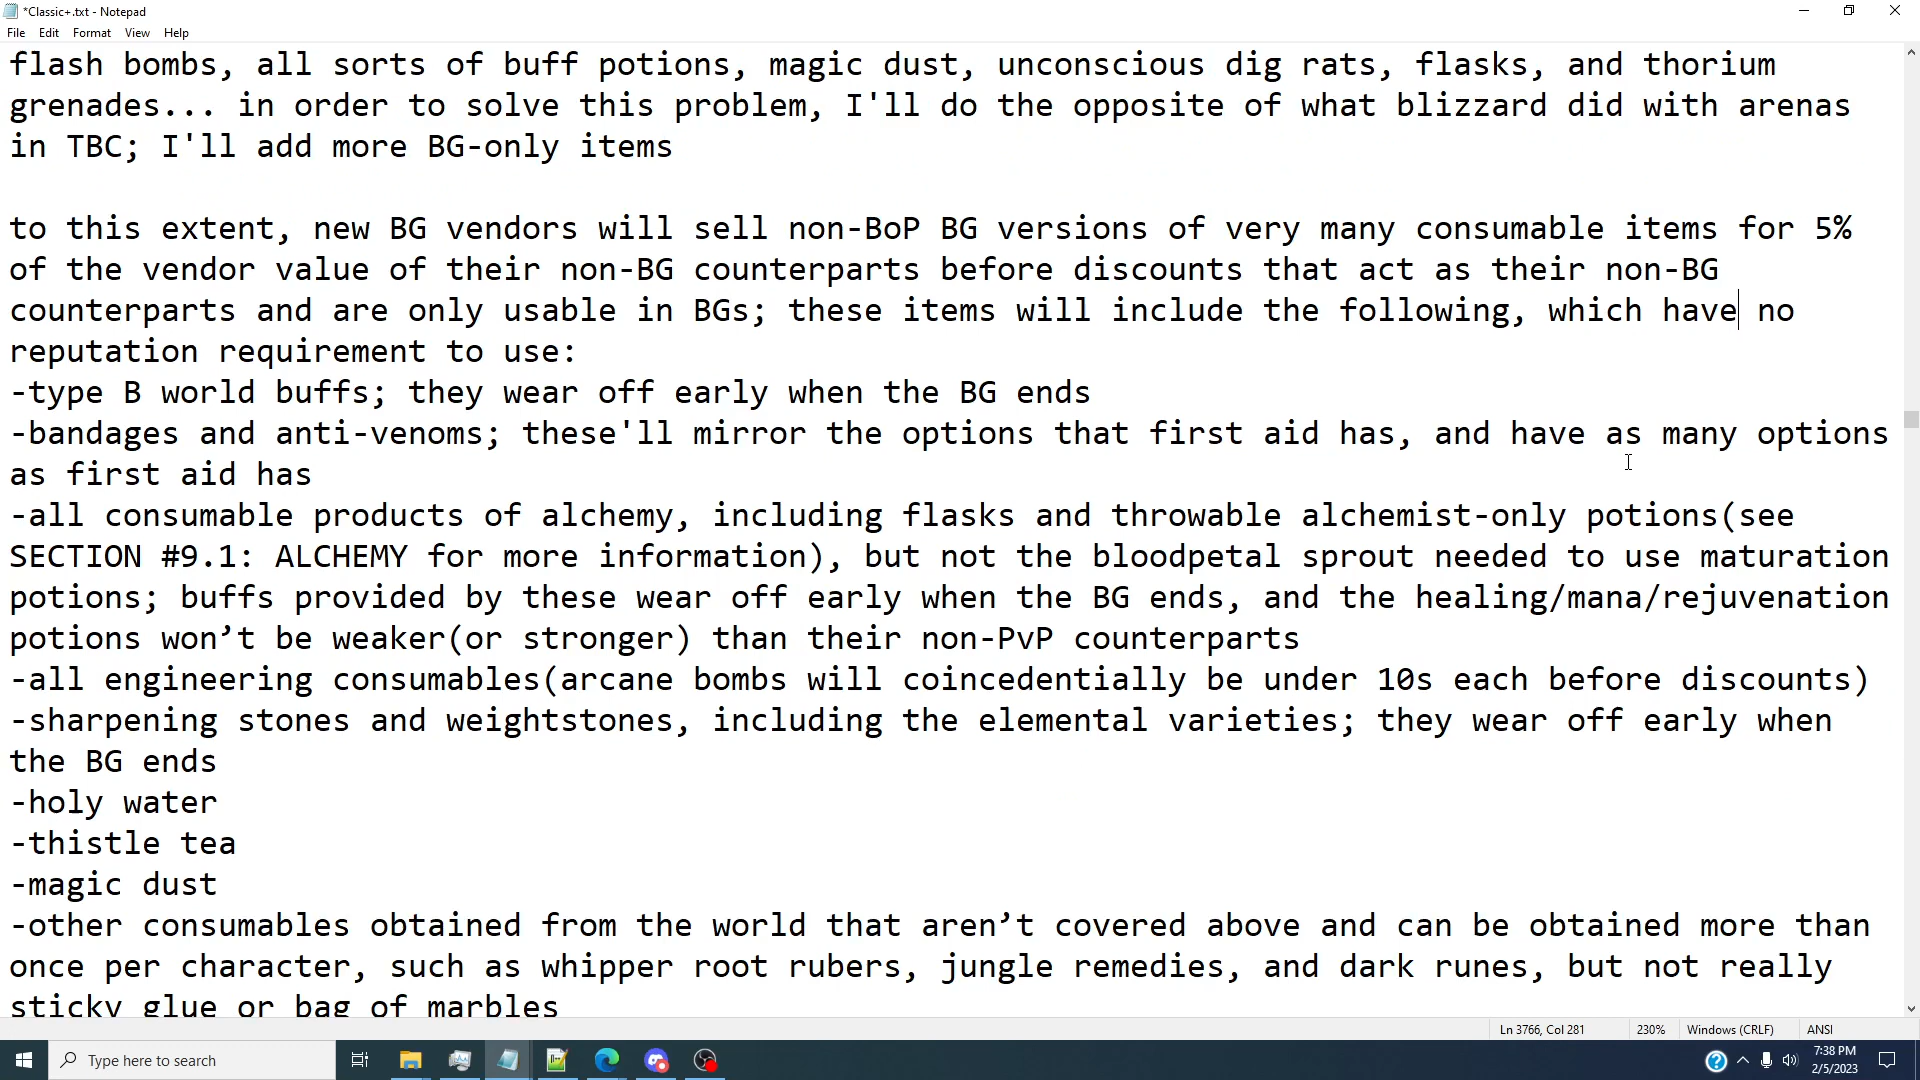 *Classic+.txt - Notepad
File Edit Format View Help
flash bombs, all sorts of buff potions, magic dust, unconscious dig rats, flasks, and thorium
grenades... in order to solve this problem, I'll do the opposite of what blizzard did with arenas
in TBC; I'll add more BG-only items
to this extent, new BG vendors will sell non-BoP BG versions of very many consumable items for 5%
of the vendor value of their non-BG counterparts before discounts that act as their non-BG
counterparts and are only usable in BGs; these items will include the following, which have no
reputation requirement to use:
-type B world buffs; they wear off early when the BG ends
-bandages and anti-venoms; these'll mirror the options that first aid has, and have as many options
as first aid has
-all consumable products of alchemy, including flasks and throwable alchemist-only potions(see
SECTION #9.1: ALCHEMY for more information), but not the bloodpetal sprout needed to use maturation
potions; buffs provided by these wear off early when the BG ends, and the healing/mana/rejuvenation
potions won’t be weaker(or stronger) than their non-PvP counterparts
-all engineering consumables(arcane bombs will coincedentially be under 10s each before discounts)
-sharpening stones and weightstones, including the elemental varieties; they wear off early when
the BG ends
-holy water
-thistle tea
-magic dust
-other consumables obtained from the world that aren’t covered above and can be obtained more than
once per character, such as whipper root rubers, jungle remedies, and dark runes, but not really
sticky glue or bag of marbles
Ln 3766, Col 281 230% Windows (CRLF) ANSI
Type here to search
7:38 PM
2/5/2023